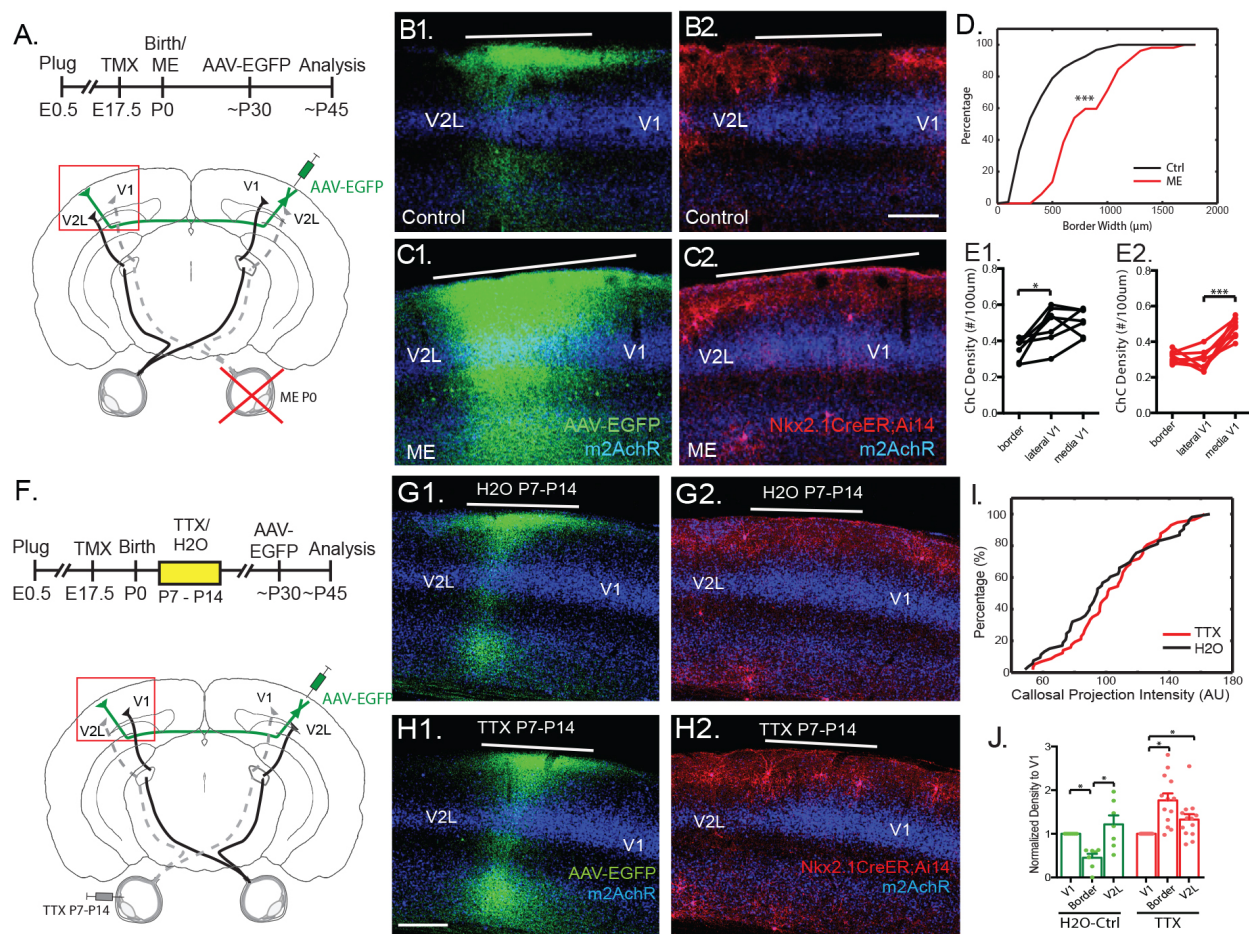 A.
Plug
TMX
Birth/
ME
AAV-EGFP
Analysis
E0.5
E17.5
P0
~P30
~P45
V1
V2L
V1
V2L
AAV-EGFP
ME P0
B1.
V2L
V1
Control
B2.
V2L
V1
Control
C1.
V2L
V1
ME
AAV-EGFP
m2AchR
C2.
V2L
V1
ME
Nkx2.1CreER;Ai14
m2AchR
D.
Percentage
100
80
60
40
20
0
***
Ctrl
ME
0
500
1000
1500
2000
Border Width (µm)
E1.
ChC Density (#/100um)
0.8
0.6
0.4
0.2
0.0
*
border
lateral V1
media V1
E2.
ChC Density (#/100um)
0.8
0.6
0.4
0.2
0.0
***
border
lateral V1
media V1
F.
Plug
TMX
Birth
TTX/
H2O
AAV-
EGFP
Analysis
E0.5
E17.5
P0
P7 - P14
~P30
~P45
V1
V2L
V1
V2L
AAV-EGFP
TTX P7-P14
G1.
H2O P7-P14
V2L
V1
G2.
H2O P7-P14
V2L
V1
H1.
TTX P7-P14
V2L
V1
AAV-EGFP
m2AchR
H2.
TTX P7-P14
V2L
V1
Nkx2.1CreER;Ai14
m2AchR
I.
Percentage (%)
100
80
60
40
20
0
TTX
H2O
40
60
80
100
120
140
160
180
Callosal Projection Intensity (AU)
J.
Normalized Density to V1
3
2
1
0
*
*
*
*
V1
Border
V2L
V1
Border
V2L
H2O-Ctrl
TTX